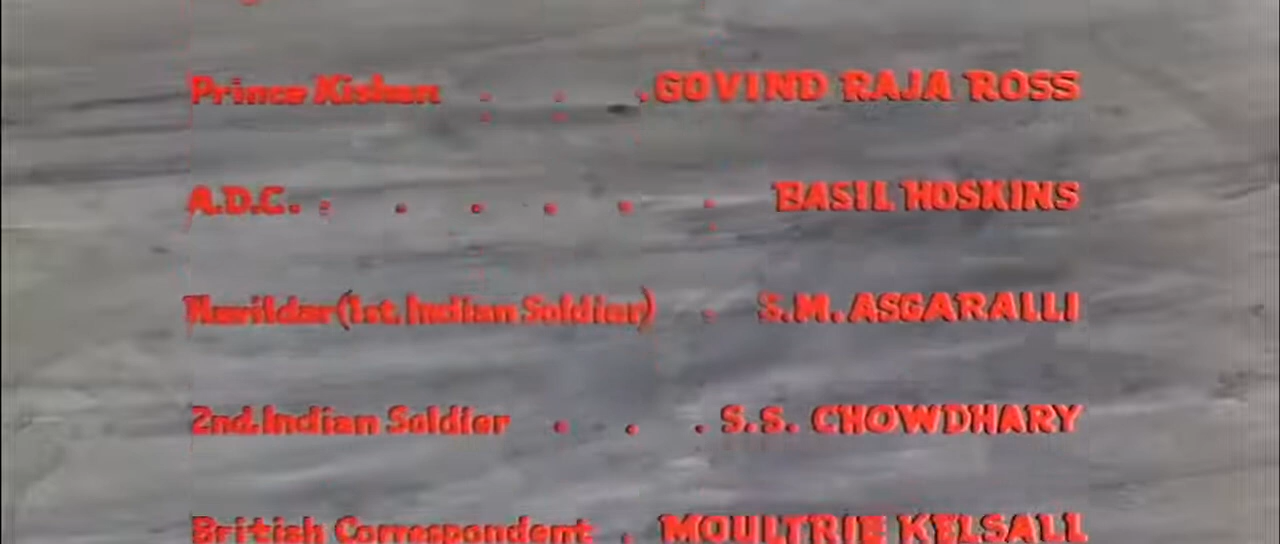 Prince Kishan . . . GOVIND RAJA ROSS
A.D.C. . . . . . . BASIL HOSKINS
Havildar (1st. Indian Soldier) . S.M. ASGARALLI
2nd. Indian Soldier . . . S.S. CHOWDHARY
British Correspondent . MOULTRIE KELSALL